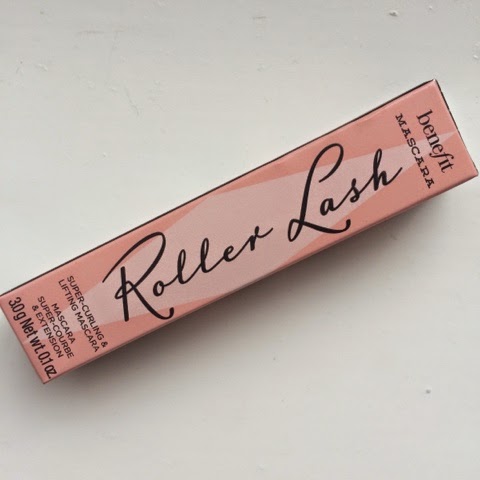 benefit
MASCARA
Roller Lash
SUPER-CURLING &
LIFTING MASCARA
MASCARA
SUPER-COURBE
& EXTENSION
3.0 g Net wt. 0.1 oz.